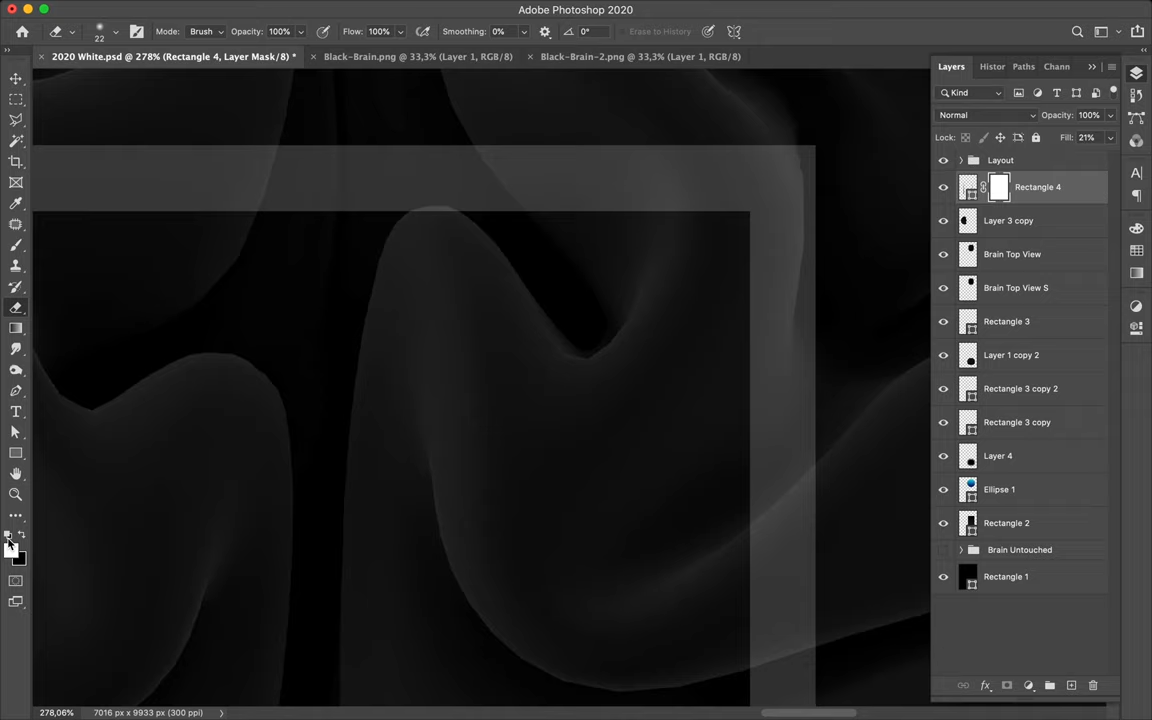 Adobe Photoshop 2020
22
Mode: Brush
Opacity: 100%
Flow: 100%
Smoothing: 0%
0°
Erase to History
2020 White.psd @ 278% (Rectangle 4, Layer Mask/8) *
Black-Brain.png @ 33,3% (Layer 1, RGB/8)
Black-Brain-2.png @ 33,3% (Layer 1, RGB/8)
Layers
Histor
Paths
Chann
Kind
Normal
Opacity: 100%
Lock:
Fill: 21%
Layout
Rectangle 4
Layer 3 copy
Brain Top View
Brain Top View S
Rectangle 3
Layer 1 copy 2
Rectangle 3 copy 2
Rectangle 3 copy
Layer 4
Ellipse 1
Rectangle 2
Brain Untouched
Rectangle 1
fx
278,06%
7016 px x 9933 px (300 ppi)